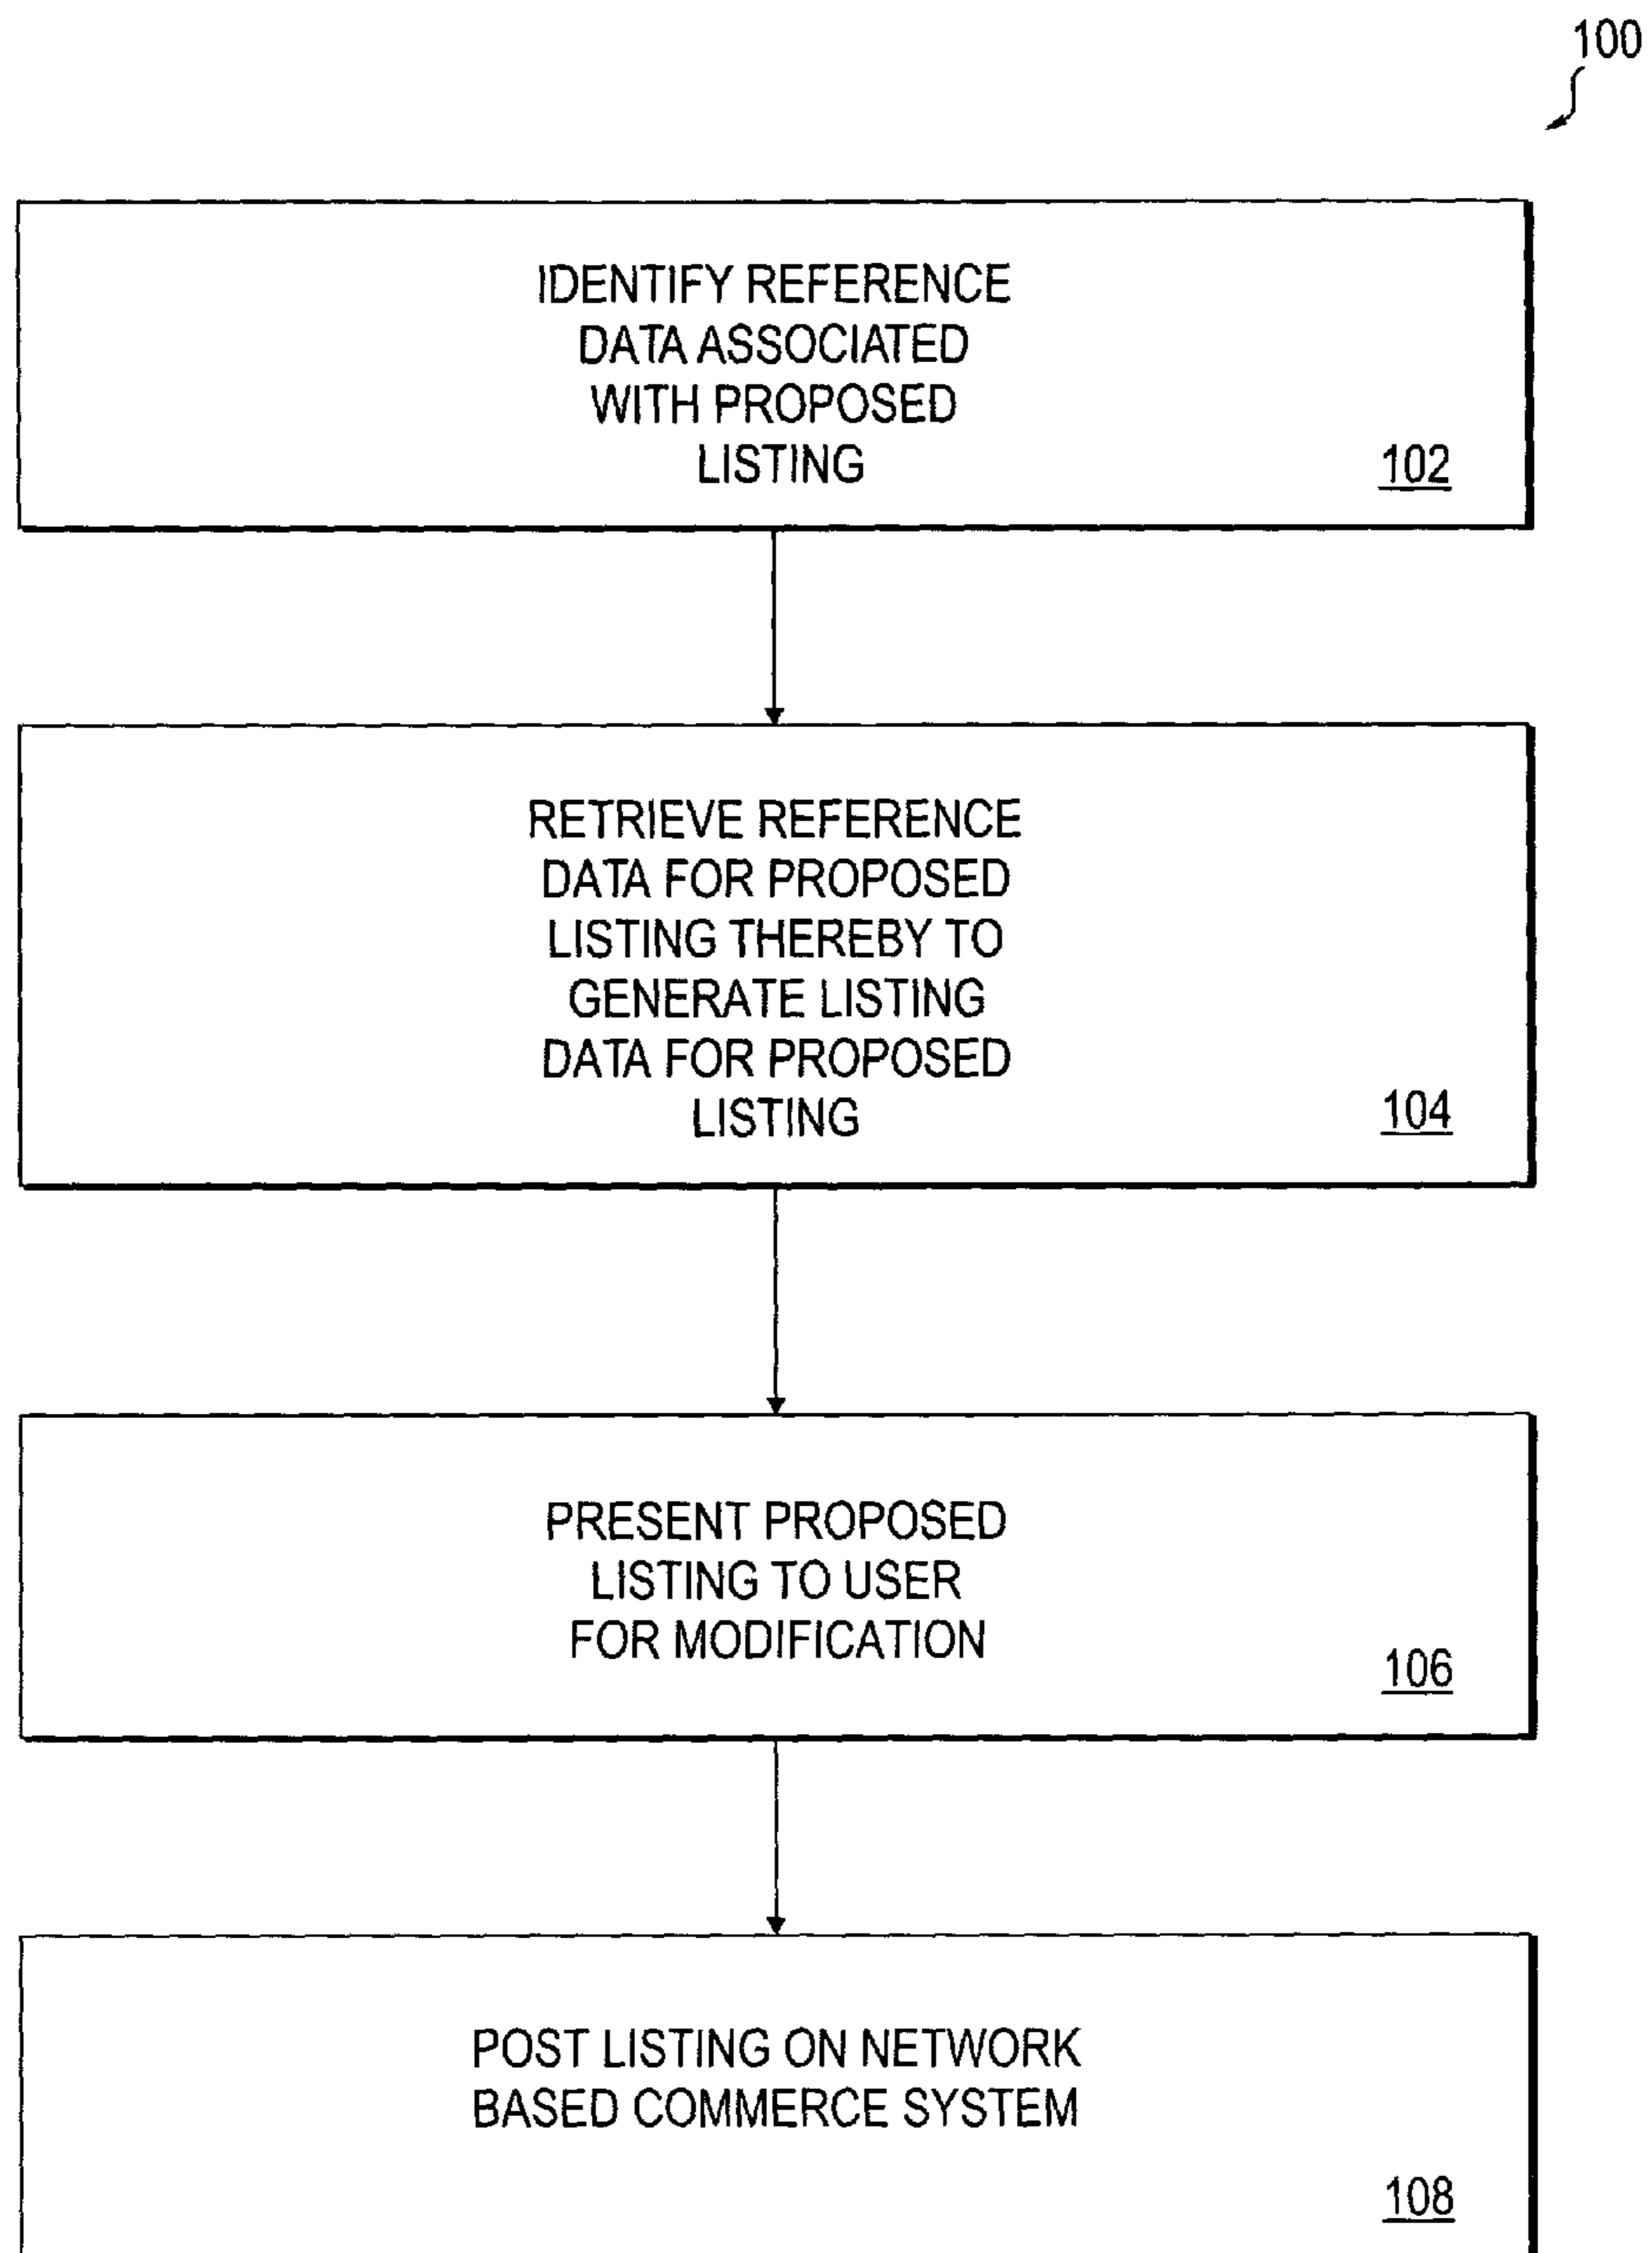 100
IDENTIFY REFERENCE
DATA ASSOCIATED
WITH PROPOSED
LISTING
102
RETRIEVE REFERENCE
DATA FOR PROPOSED
LISTING THEREBY TO
GENERATE LISTING
DATA FOR PROPOSED
LISTING
104
PRESENT PROPOSED
LISTING TO USER
FOR MODIFICATION
106
POST LISTING ON NETWORK
BASED COMMERCE SYSTEM
108